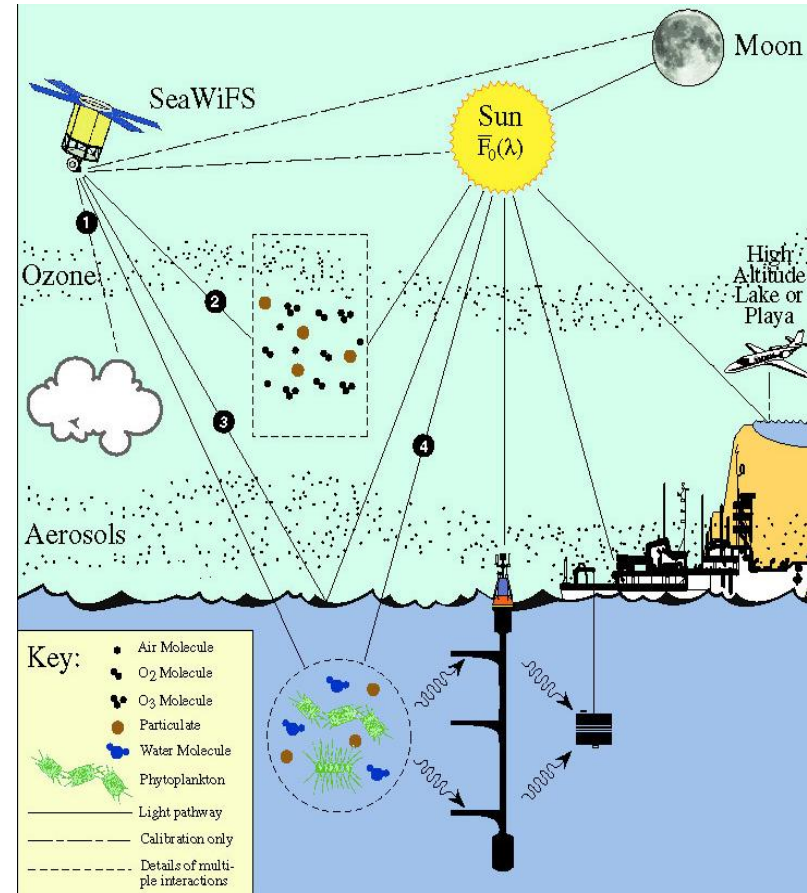 Moon
SeaWiFS
Sun
F̅₀(λ)
1
Ozone
2
High
Altitude
Lake or
Playa
3
4
Aerosols
Key:
Air Molecule
O₂ Molecule
O₃ Molecule
Particulate
Water Molecule
Phytoplankton
Light pathway
Calibration only
Details of multi-
ple interactions